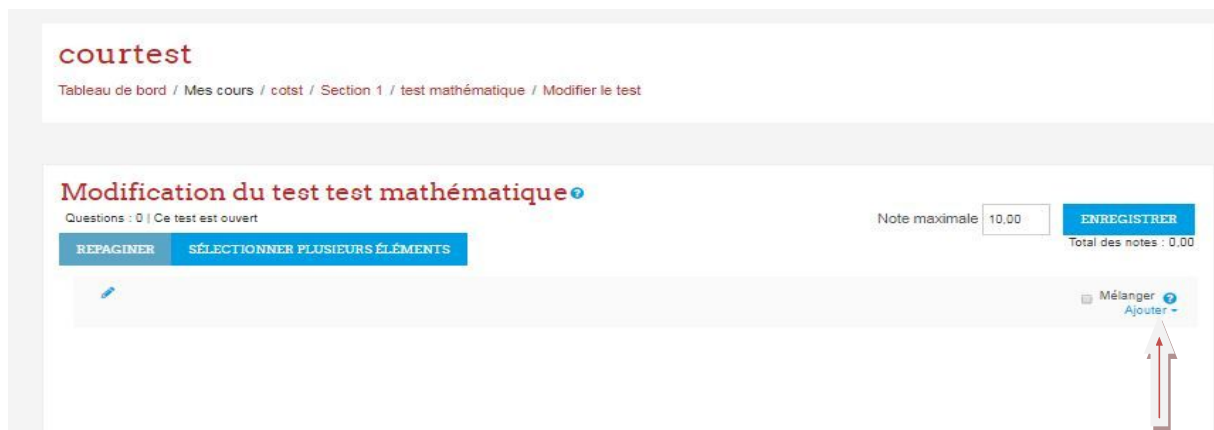 courtest
Tableau de bord / Mes cours / cotst / Section 1 / test mathématique / Modifier le test
Modification du test test mathématique
Questions : 0 | Ce test est ouvert
Note maximale 10,00 ENREGISTRER
REPAGINER SÉLECTIONNER PLUSIEURS ÉLÉMENTS
Total des notes : 0,00
Mélanger
Ajouter